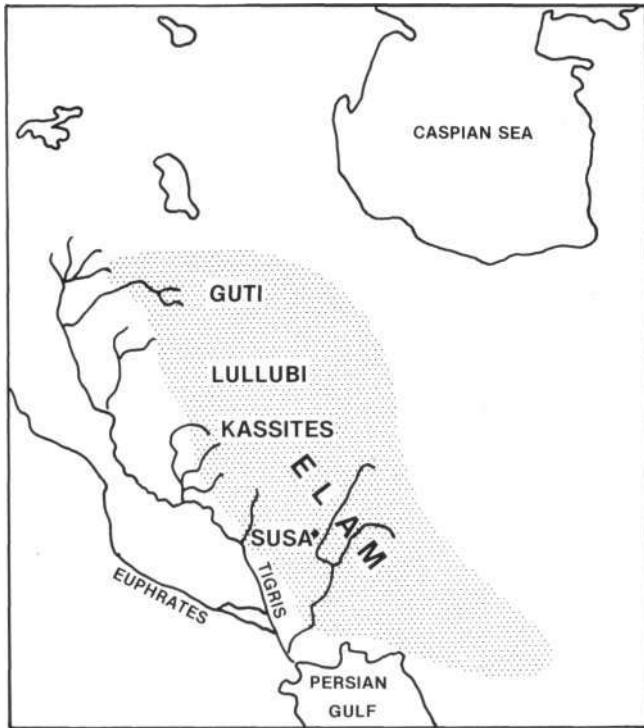 CASPIAN SEA
GUTI
LULLUBI
KASSITES
ELAM
SUSA
TIGRIS
EUPHRATES
PERSIAN
GULF